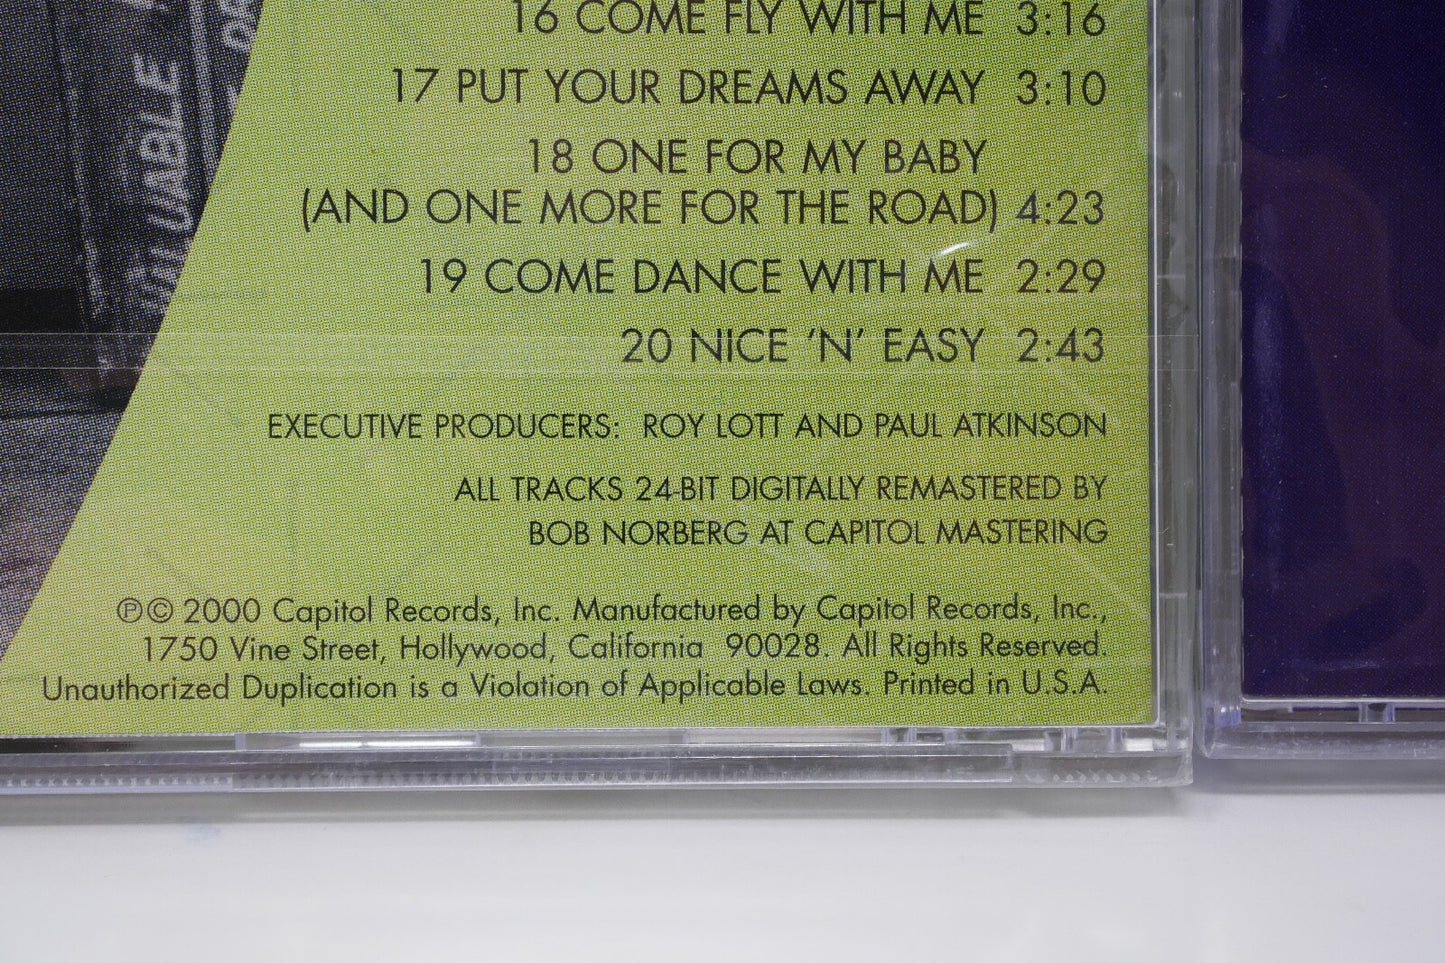 16 COME FLY WITH ME 3:16
17 PUT YOUR DREAMS AWAY 3:10
18 ONE FOR MY BABY
(AND ONE MORE FOR THE ROAD) 4:23
19 COME DANCE WITH ME 2:29
20 NICE 'N' EASY 2:43
EXECUTIVE PRODUCERS: ROY LOTT AND PAUL ATKINSON
ALL TRACKS 24-BIT DIGITALLY REMASTERED BY
BOB NORBERG AT CAPITOL MASTERING
℗© 2000 Capitol Records, Inc. Manufactured by Capitol Records, Inc.,
1750 Vine Street, Hollywood, California 90028. All Rights Reserved.
Unauthorized Duplication is a Violation of Applicable Laws. Printed in U.S.A.